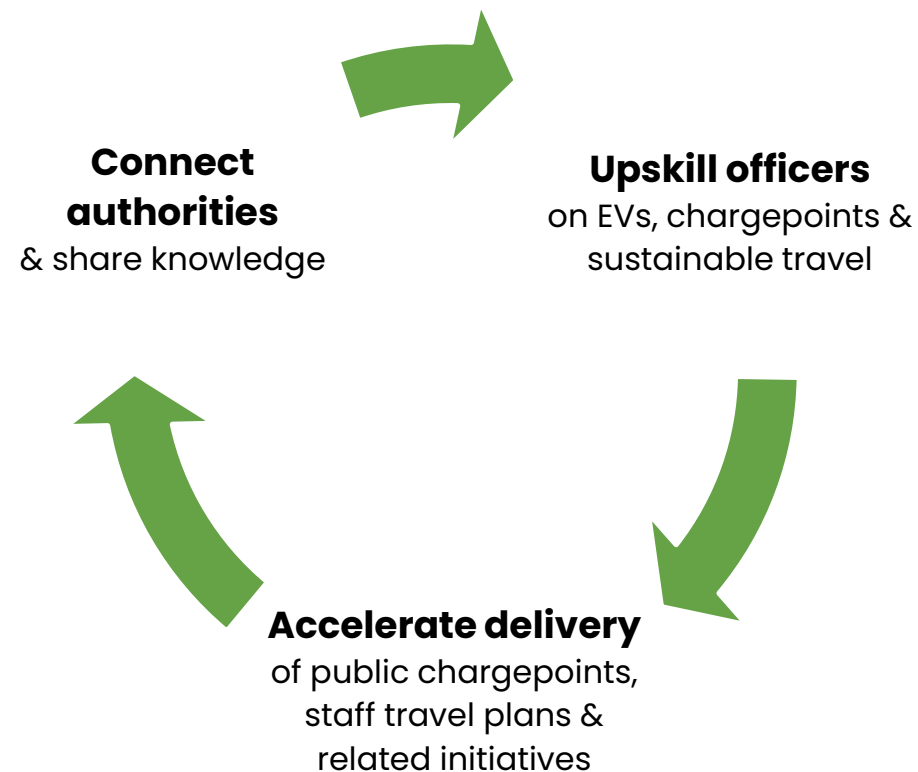 Connect
authorities
& share knowledge
Upskill officers
on EVs, chargepoints &
sustainable travel
Accelerate delivery
of public chargepoints,
staff travel plans &
related initiatives